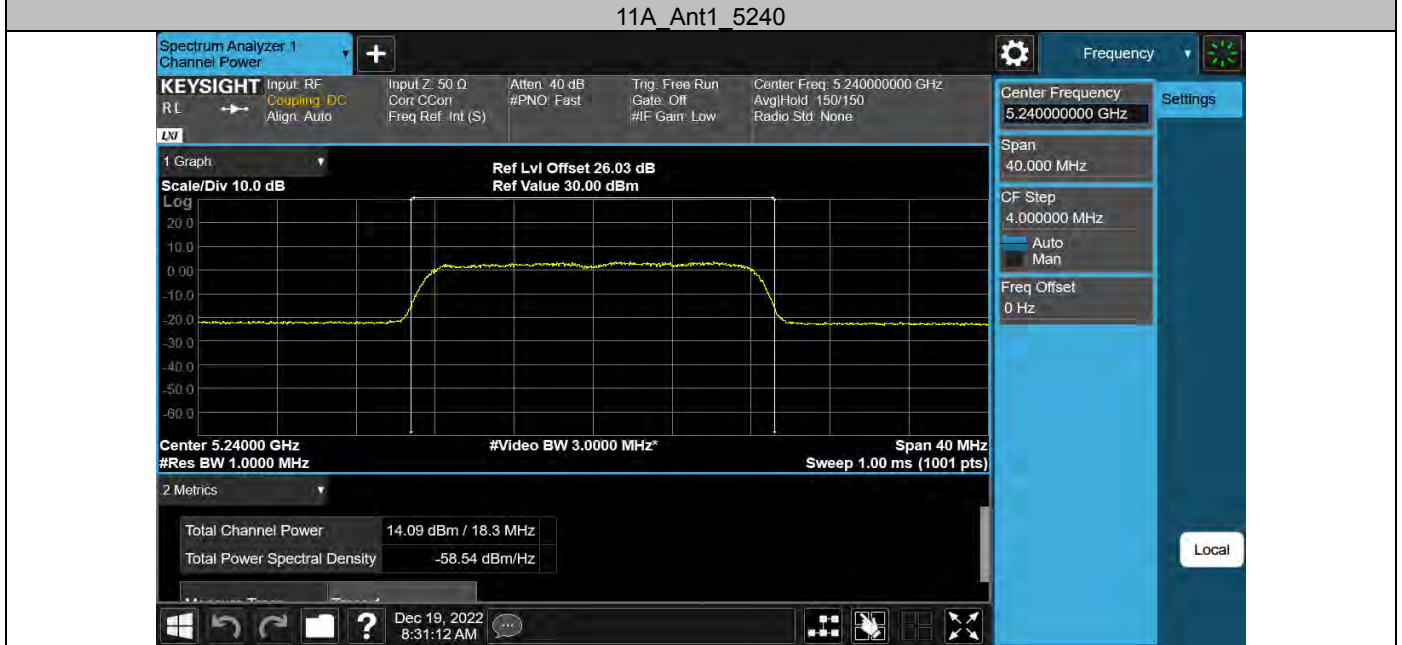 11A_Ant1_5240
Spectrum Analyzer 1
Channel Power
Frequency
KEYSIGHT
RL
LXI
Input: RF
Coupling: DC
Align: Auto
Input Z: 50 Ω
Corr CCorr
Freq Ref: Int (S)
Atten: 40 dB
#PNO: Fast
Trig: Free Run
Gate: Off
#IF Gain: Low
Center Freq: 5.240000000 GHz
Avg|Hold: 150/150
Radio Std: None
Center Frequency
5.240000000 GHz
Settings
Span
40.000 MHz
CF Step
4.000000 MHz
Auto
Man
Freq Offset
0 Hz
1 Graph
Ref Lvl Offset 26.03 dB
Scale/Div 10.0 dB
Ref Value 30.00 dBm
Log
20.0
10.0
0.00
-10.0
-20.0
-30.0
-40.0
-50.0
-60.0
Center 5.24000 GHz
#Video BW 3.0000 MHz*
Span 40 MHz
#Res BW 1.0000 MHz
Sweep 1.00 ms (1001 pts)
2 Metrics
Total Channel Power 14.09 dBm / 18.3 MHz
Total Power Spectral Density -58.54 dBm/Hz
Local
?
Dec 19, 2022
8:31:12 AM